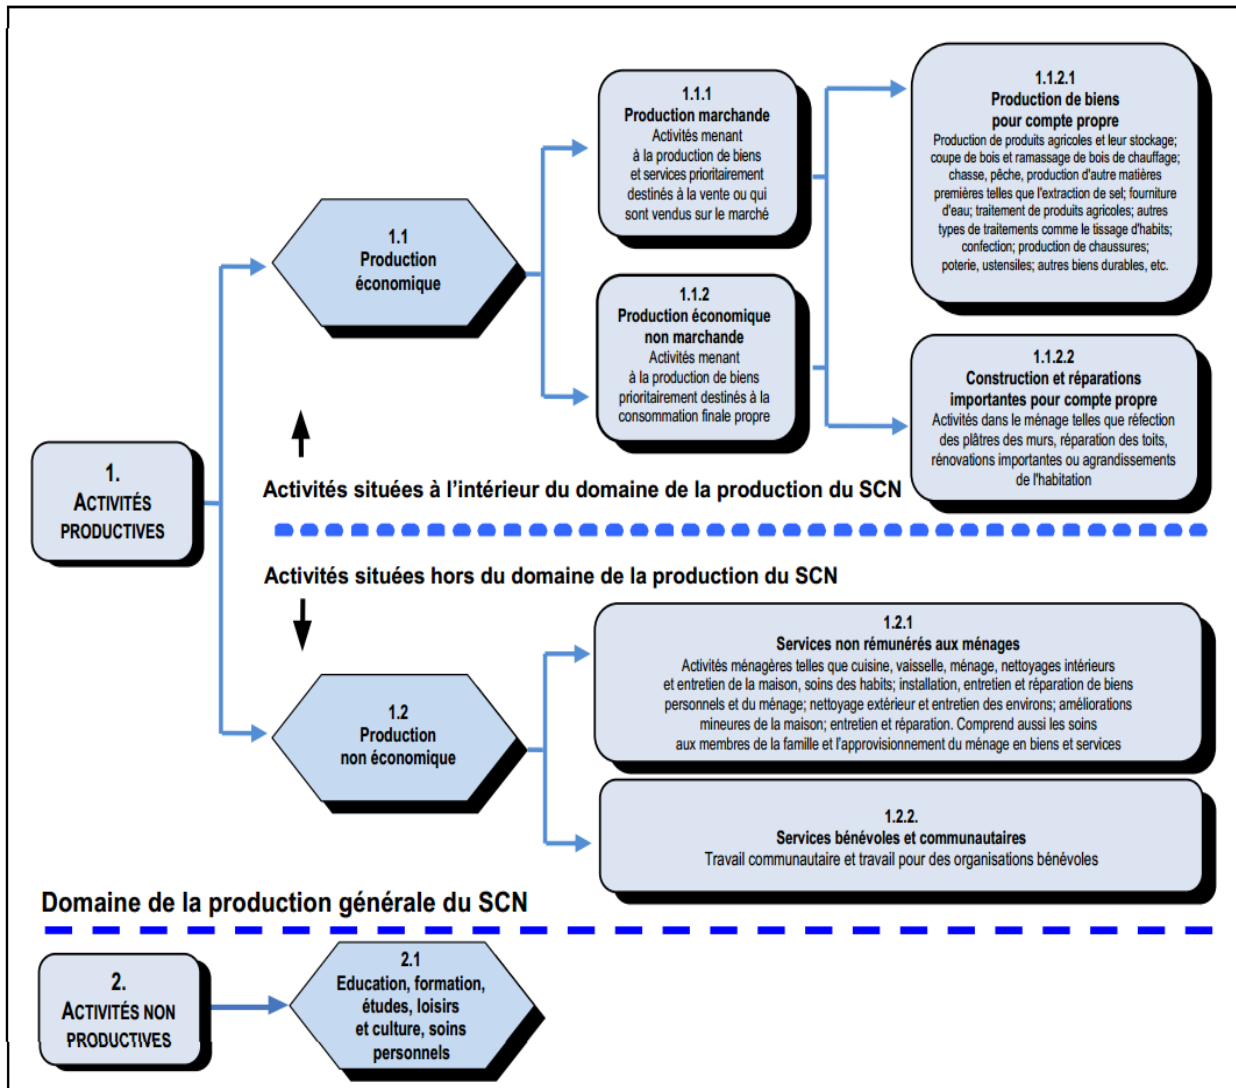 1.1.1
Production marchande
Activités menant
à la production de biens
et services prioritairement
destinés à la vente ou qui
sont vendus sur le marché
1.1.2.1
Production de biens
pour compte propre
Production de produits agricoles et leur stockage;
coupe de bois et ramassage de bois de chauffage;
chasse, pêche, production d'autre matières
premières telles que l'extraction de sel; fourniture
d'eau; traitement de produits agricoles; autres
types de traitements comme le tissage d'habits;
confection; production de chaussures;
poterie, ustensiles; autres biens durables, etc.
1.1
Production
économique
1.1.2
Production économique
non marchande
Activités menant
à la production de biens
prioritairement destinés à la
consommation finale propre
1.1.2.2
Construction et réparations
importantes pour compte propre
Activités dans le ménage telles que réfection
des plâtres des murs, réparation des toits,
rénovations importantes ou agrandissements
de l'habitation
1.
ACTIVITÉS
PRODUCTIVES
Activités situées à l’intérieur du domaine de la production du SCN
Activités situées hors du domaine de la production du SCN
1.2.1
Services non rémunérés aux ménages
Activités ménagères telles que cuisine, vaisselle, ménage, nettoyages intérieurs
et entretien de la maison, soins des habits; installation, entretien et réparation de biens
personnels et du ménage; nettoyage extérieur et entretien des environs; améliorations
mineures de la maison; entretien et réparation. Comprend aussi les soins
aux membres de la famille et l'approvisionnement du ménage en biens et services
1.2
Production
non économique
1.2.2.
Services bénévoles et communautaires
Travail communautaire et travail pour des organisations bénévoles
Domaine de la production générale du SCN
2.
ACTIVITÉS NON
PRODUCTIVES
2.1
Education, formation,
études, loisirs
et culture, soins
personnels